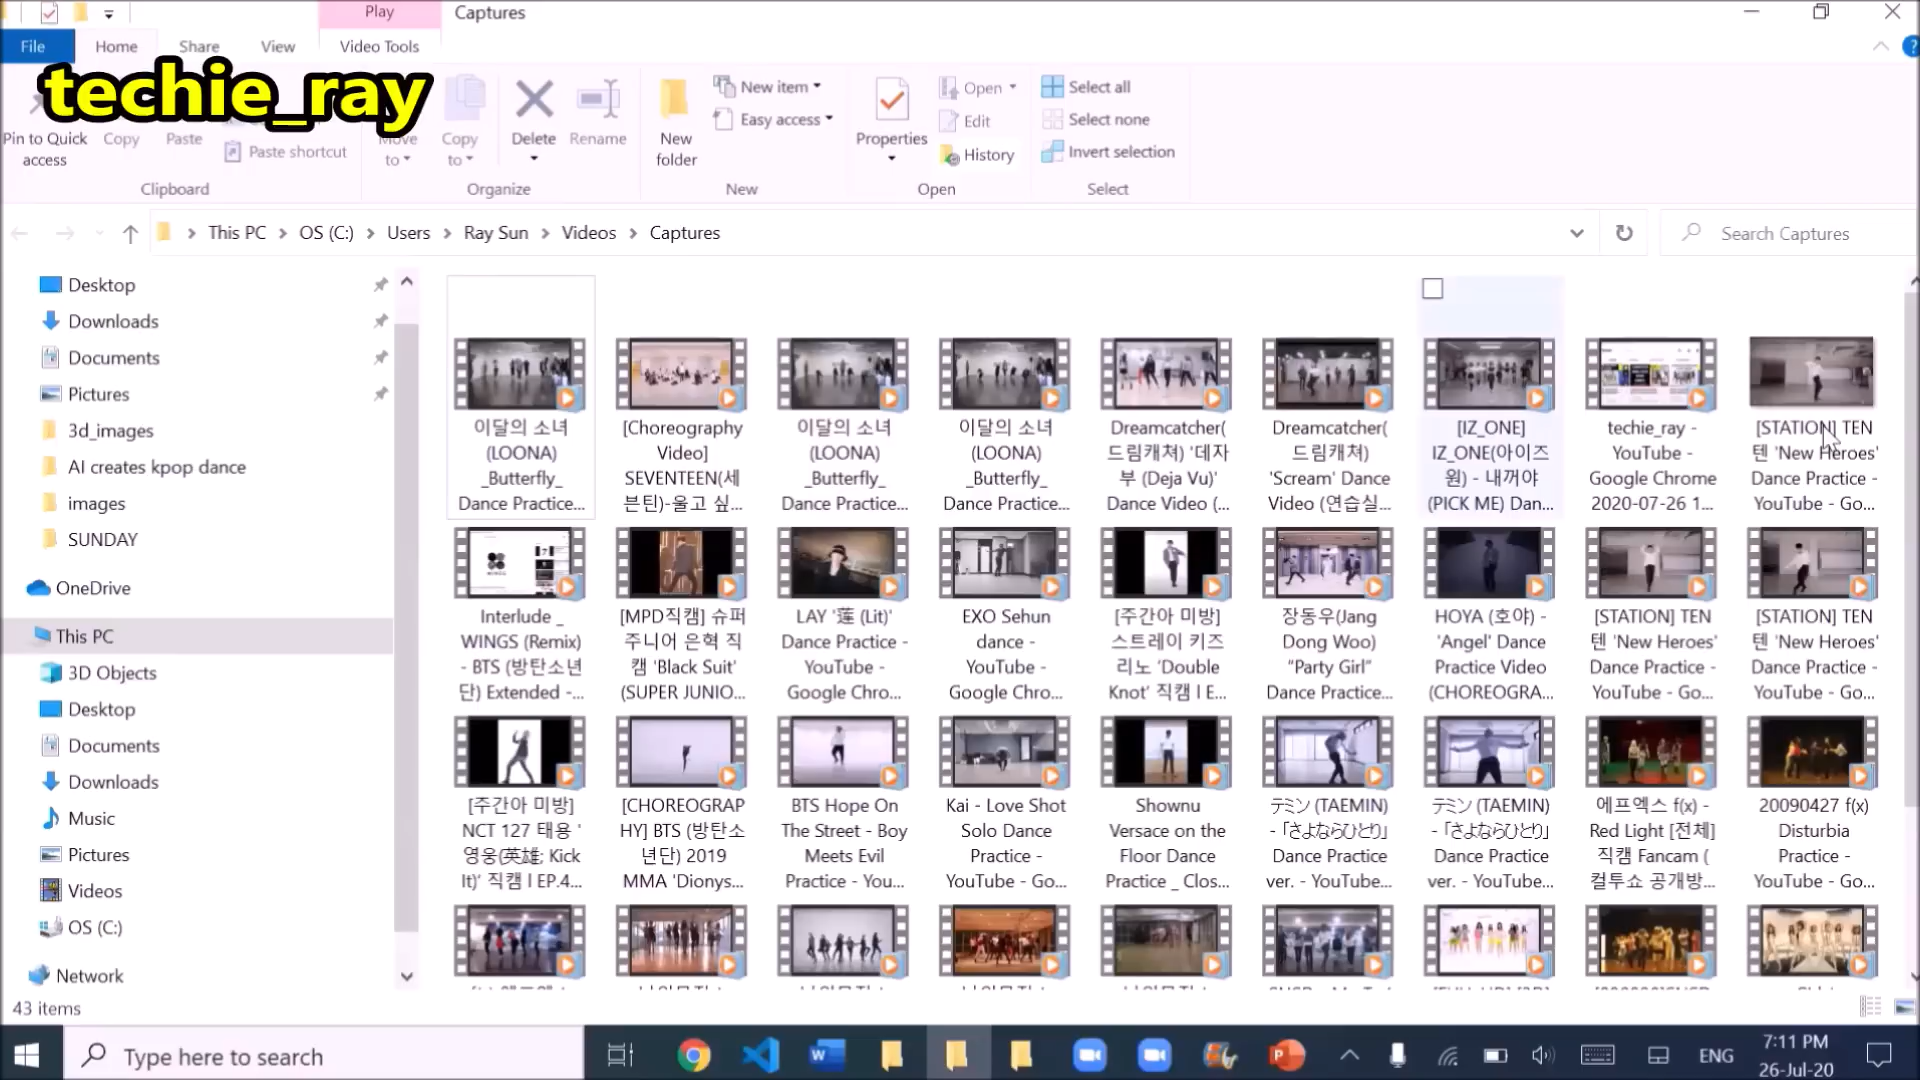 Play
Captures
File
Home
Share
View
Video Tools
techie_ray
Pin to Quick
access
Copy
Paste
Paste shortcut
Move
to
Copy
to
Delete
Rename
New
folder
New item
Easy access
Properties
Open
Edit
History
Select all
Select none
Invert selection
Clipboard
Organize
New
Open
Select
This PC
OS (C:)
Users
Ray Sun
Videos
Captures
Search Captures
Desktop
Downloads
Documents
Pictures
3d_images
AI creates kpop dance
images
SUNDAY
OneDrive
This PC
3D Objects
Desktop
Documents
Downloads
Music
Pictures
Videos
OS (C:)
Network
이달의 소녀
(LOONA)
_Butterfly_
Dance Practice...
[Choreography
Video]
SEVENTEEN(세
븐틴)-울고 싶...
이달의 소녀
(LOONA)
_Butterfly_
Dance Practice...
이달의 소녀
(LOONA)
_Butterfly_
Dance Practice...
Dreamcatcher(
드림캐쳐) '데자
부 (Deja Vu)'
Dance Video (...
Dreamcatcher(
드림캐쳐)
'Scream' Dance
Video (연습실...
[IZ_ONE]
IZ_ONE(아이즈
원) - 내꺼야
(PICK ME) Dan...
techie_ray -
YouTube -
Google Chrome
2020-07-26 1...
[STATION] TEN
텐 'New Heroes'
Dance Practice -
YouTube - Go...
Interlude _
WINGS (Remix)
- BTS (방탄소년
단) Extended -...
[MPD직캠] 슈퍼
주니어 은혁 직
캠 'Black Suit'
(SUPER JUNIO...
LAY '莲 (Lit)'
Dance Practice -
YouTube -
Google Chro...
EXO Sehun
dance -
YouTube -
Google Chro...
[주간아 미방]
스트레이 키즈
리노 'Double
Knot' 직캠 l E...
장동우(Jang
Dong Woo)
"Party Girl"
Dance Practice...
HOYA (호야) -
'Angel' Dance
Practice Video
(CHOREOGRA...
[STATION] TEN
텐 'New Heroes'
Dance Practice -
YouTube - Go...
[STATION] TEN
텐 'New Heroes'
Dance Practice -
YouTube - Go...
[주간아 미방]
NCT 127 태용 '
영웅(英雄; Kick
It)' 직캠 l EP.4...
[CHOREOGRAP
HY] BTS (방탄소
년단) 2019
MMA 'Dionys...
BTS Hope On
The Street - Boy
Meets Evil
Practice - You...
Kai - Love Shot
Solo Dance
Practice -
YouTube - Go...
Shownu
Versace on the
Floor Dance
Practice _ Clos...
テミン (TAEMIN)
-「さよならひとり」
Dance Practice
ver. - YouTube...
テミン (TAEMIN)
-「さよならひとり」
Dance Practice
ver. - YouTube...
에프엑스 f(x) -
Red Light [전체]
직캠 Fancam (
컬투쇼 공개방...
20090427 f(x)
Disturbia
Practice -
YouTube - Go...
43 items
Type here to search
ENG
7:11 PM
26-Jul-20